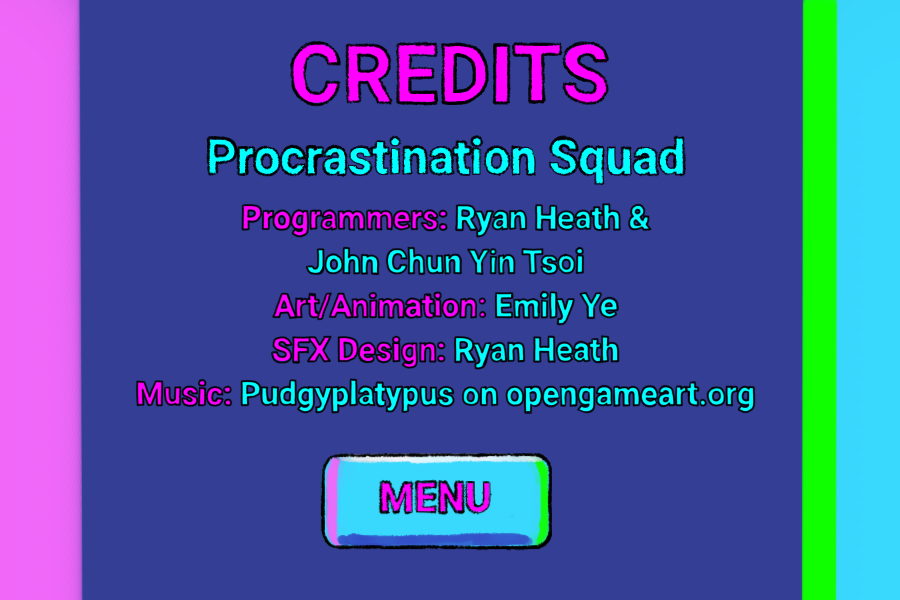 CREDITS
Procrastination Squad
Programmers: Ryan Heath &
John Chun Yin Tsoi
Art/Animation: Emily Ye
SFX Design: Ryan Heath
Music: Pudgyplatypus on opengameart.org
MENU